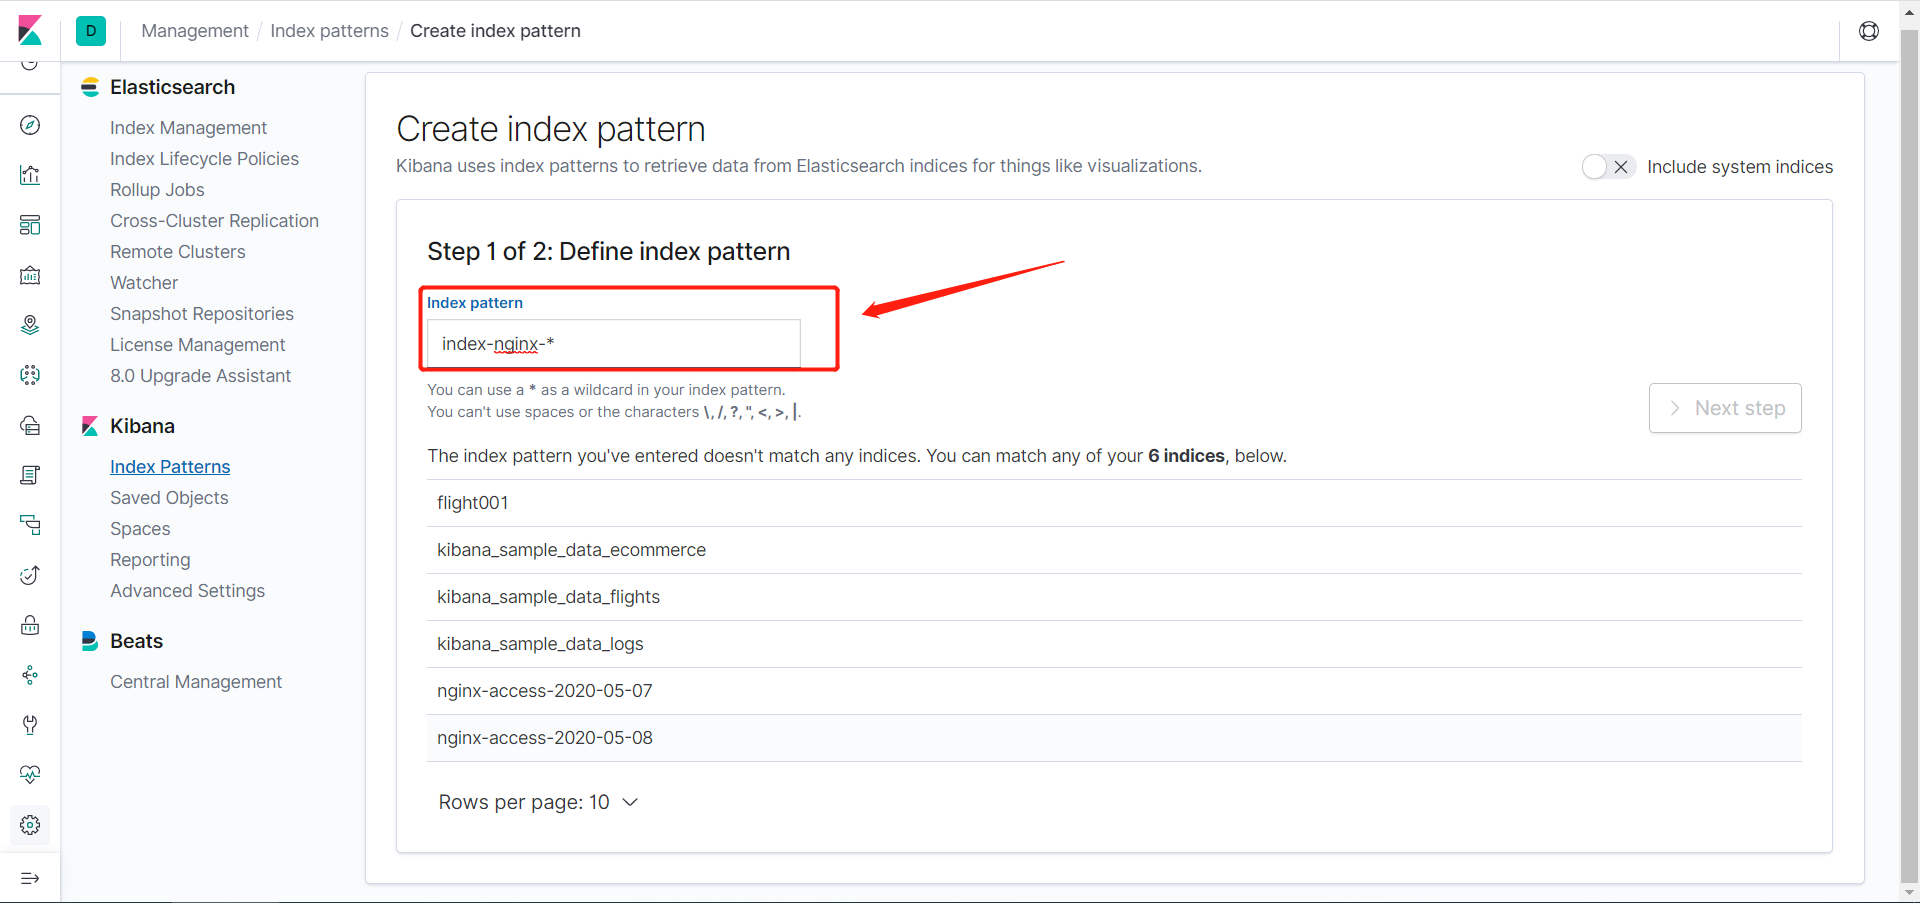 D Management / Index patterns / Create index pattern
Elasticsearch
Index Management
Index Lifecycle Policies
Rollup Jobs
Cross-Cluster Replication
Remote Clusters
Watcher
Snapshot Repositories
License Management
8.0 Upgrade Assistant
Kibana
Index Patterns
Saved Objects
Spaces
Reporting
Advanced Settings
Beats
Central Management
Create index pattern
Kibana uses index patterns to retrieve data from Elasticsearch indices for things like visualizations.
Include system indices
Step 1 of 2: Define index pattern
Index pattern
index-nginx-*
You can use a * as a wildcard in your index pattern.
You can't use spaces or the characters \, /, ?, ", <, >, |.
Next step
The index pattern you've entered doesn't match any indices. You can match any of your 6 indices, below.
flight001
kibana_sample_data_ecommerce
kibana_sample_data_flights
kibana_sample_data_logs
nginx-access-2020-05-07
nginx-access-2020-05-08
Rows per page: 10